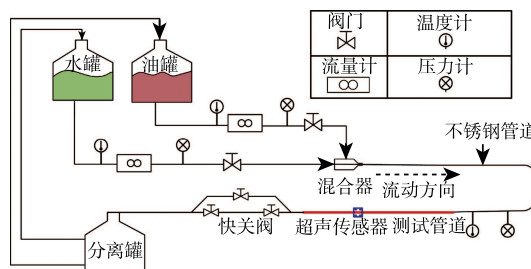 阀门
温度计
水罐
油罐
流量计
压力计
不锈钢管道
混合器
流动方向
快关阀
超声传感器
测试管道
分离罐